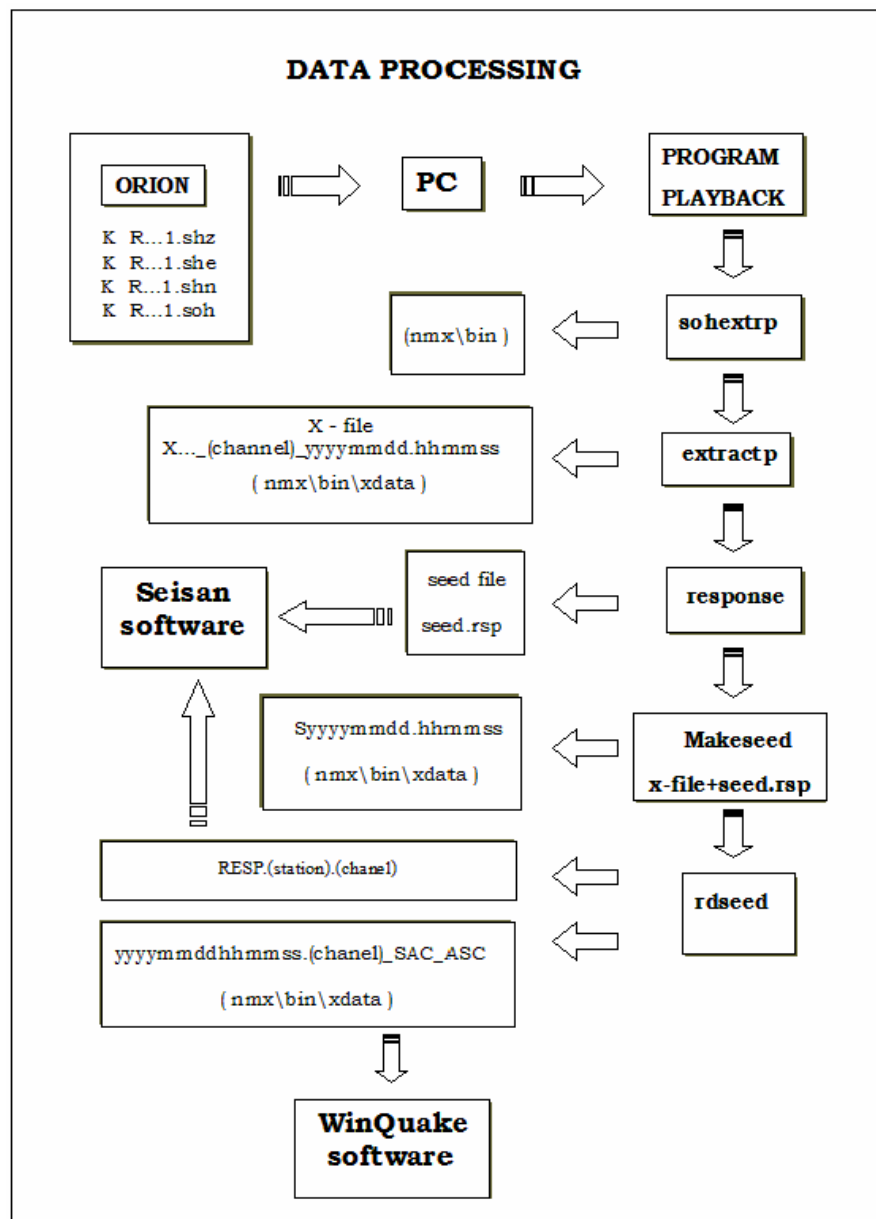 DATA PROCESSING
ORION
K R...1.shz
K R...1.she
K R...1.shn
K R...1.soh
PC
PROGRAM
PLAYBACK
sohextrp
(nmx\bin )
X - file
X..._(channel)_yyyymmdd.hhmmss
( nmx\bin\xdata )
extractp
Seisan
software
seed file
seed.rsp
response
Syyyymmdd.hhmmss
( nmx\bin\xdata )
Makeseed
x-file+seed.rsp
RESP.(station).(chanel)
rdseed
yyyymmddhhmmss.(chanel)_SAC_ASC
( nmx\bin\xdata )
WinQuake
software